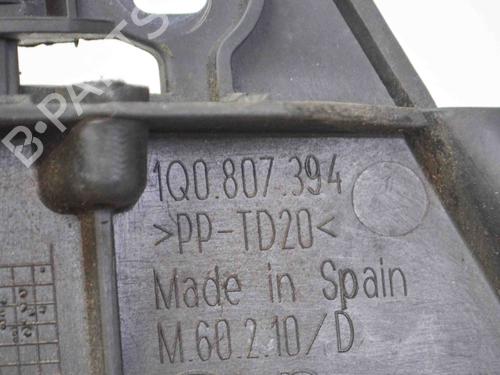 B-PARTS
1Q0.807.394
>PP-TD20<
Made in Spain
M.60.2.10/D